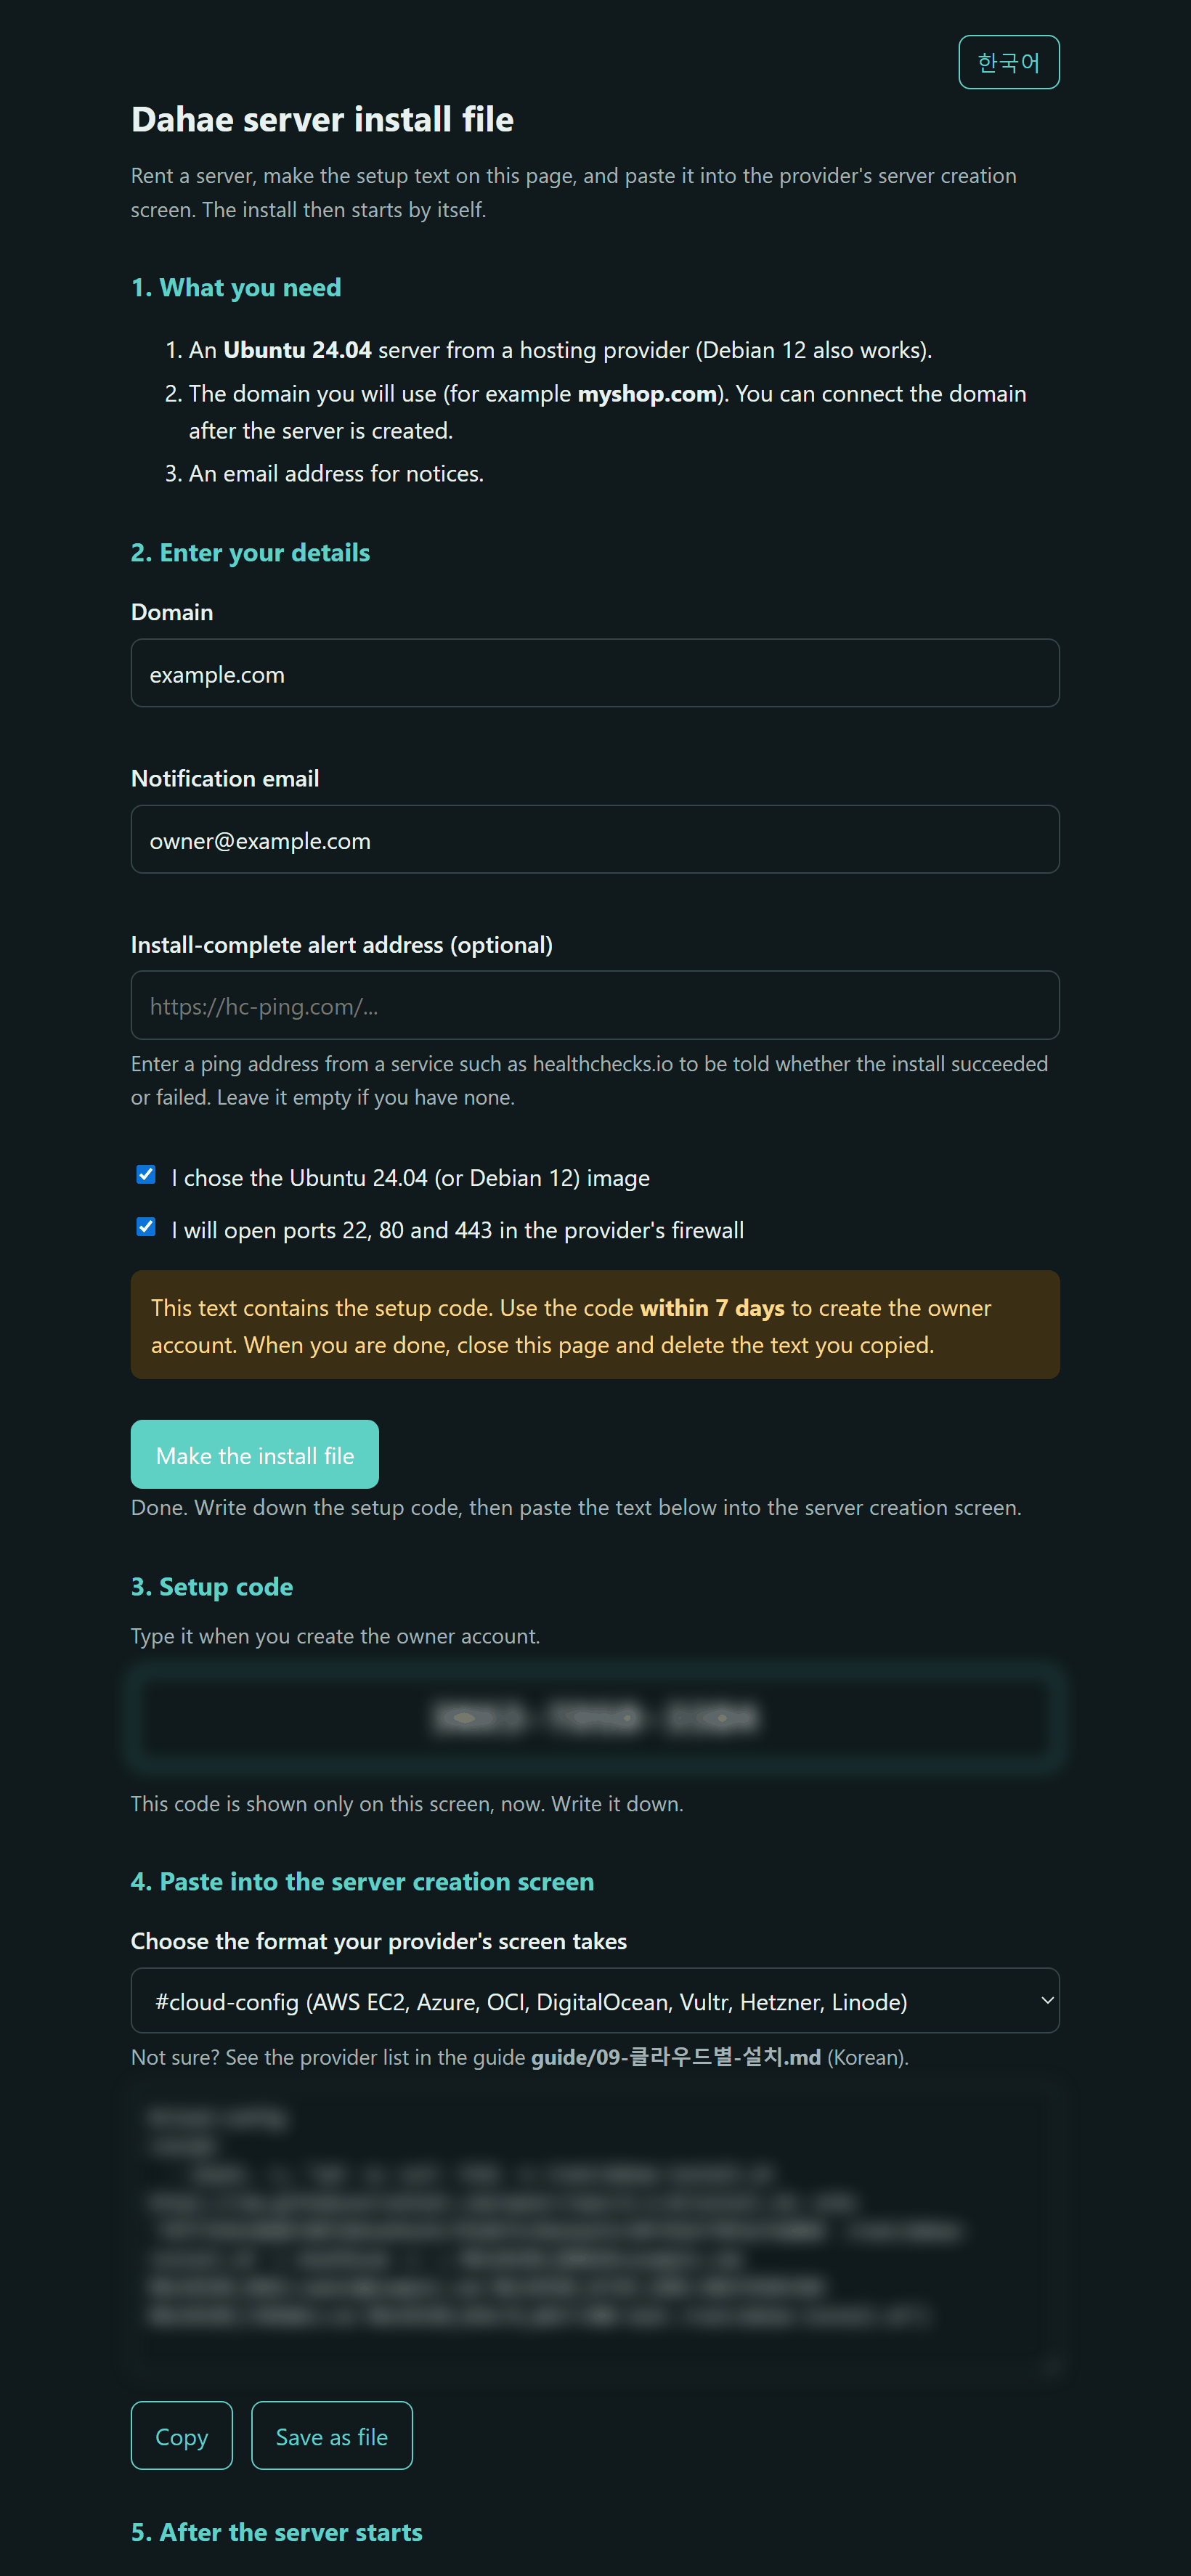 한국어
Dahae server install file
Rent a server, make the setup text on this page, and paste it into the provider's server creation
screen. The install then starts by itself.
1. What you need
1. An Ubuntu 24.04 server from a hosting provider (Debian 12 also works).
2. The domain you will use (for example myshop.com). You can connect the domain
after the server is created.
3. An email address for notices.
2. Enter your details
Domain
example.com
Notification email
owner@example.com
Install-complete alert address (optional)
https://hc-ping.com/...
Enter a ping address from a service such as healthchecks.io to be told whether the install succeeded
or failed. Leave it empty if you have none.
I chose the Ubuntu 24.04 (or Debian 12) image
I will open ports 22, 80 and 443 in the provider's firewall
This text contains the setup code. Use the code within 7 days to create the owner
account. When you are done, close this page and delete the text you copied.
Make the install file
Done. Write down the setup code, then paste the text below into the server creation screen.
3. Setup code
Type it when you create the owner account.
This code is shown only on this screen, now. Write it down.
4. Paste into the server creation screen
Choose the format your provider's screen takes
#cloud-config (AWS EC2, Azure, OCI, DigitalOcean, Vultr, Hetzner, Linode)
Not sure? See the provider list in the guide guide/09-클라우드별-설치.md (Korean).
Copy
Save as file
5. After the server starts